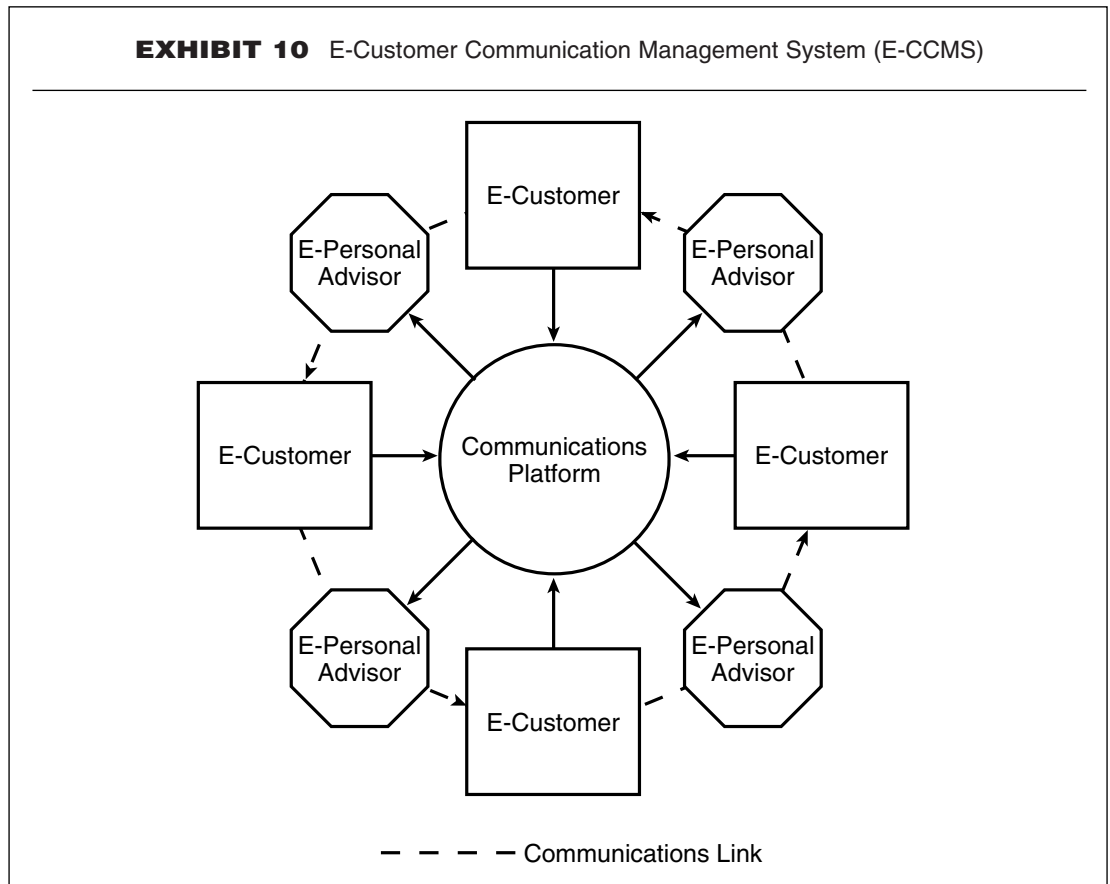 EXHIBIT 10 E-Customer Communication Management System (E-CCMS)
E-Customer
E-Personal
Advisor
E-Personal
Advisor
E-Customer
Communications
Platform
E-Customer
E-Personal
Advisor
E-Personal
Advisor
E-Customer
Communications Link